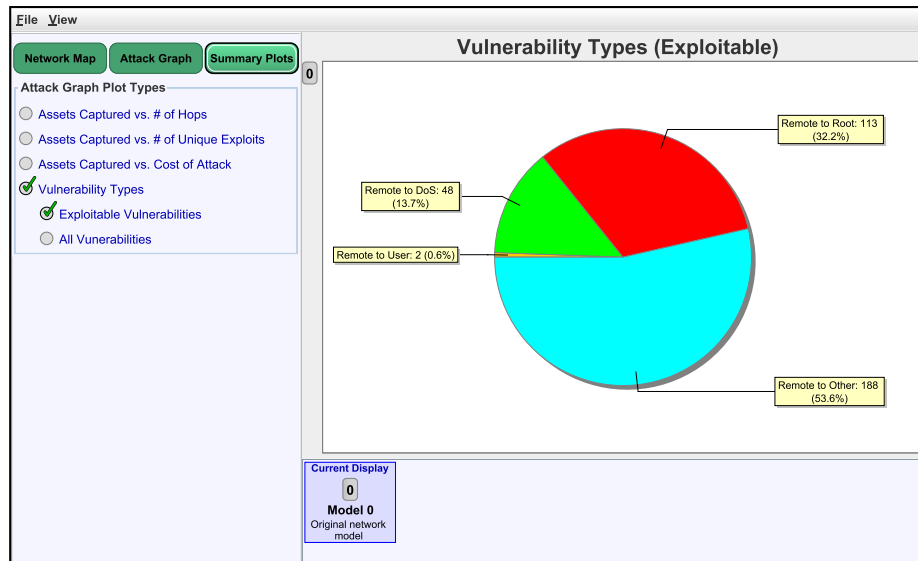 File View
Network Map Attack Graph Summary Plots
Attack Graph Plot Types
Assets Captured vs. # of Hops
Assets Captured vs. # of Unique Exploits
Assets Captured vs. Cost of Attack
Vulnerability Types
Exploitable Vulnerabilities
All Vunerabilities
Vulnerability Types (Exploitable)
0
Remote to Root: 113
(32.2%)
Remote to DoS: 48
(13.7%)
Remote to User: 2 (0.6%)
Remote to Other: 188
(53.6%)
Current Display
0
Model 0
Original network
model